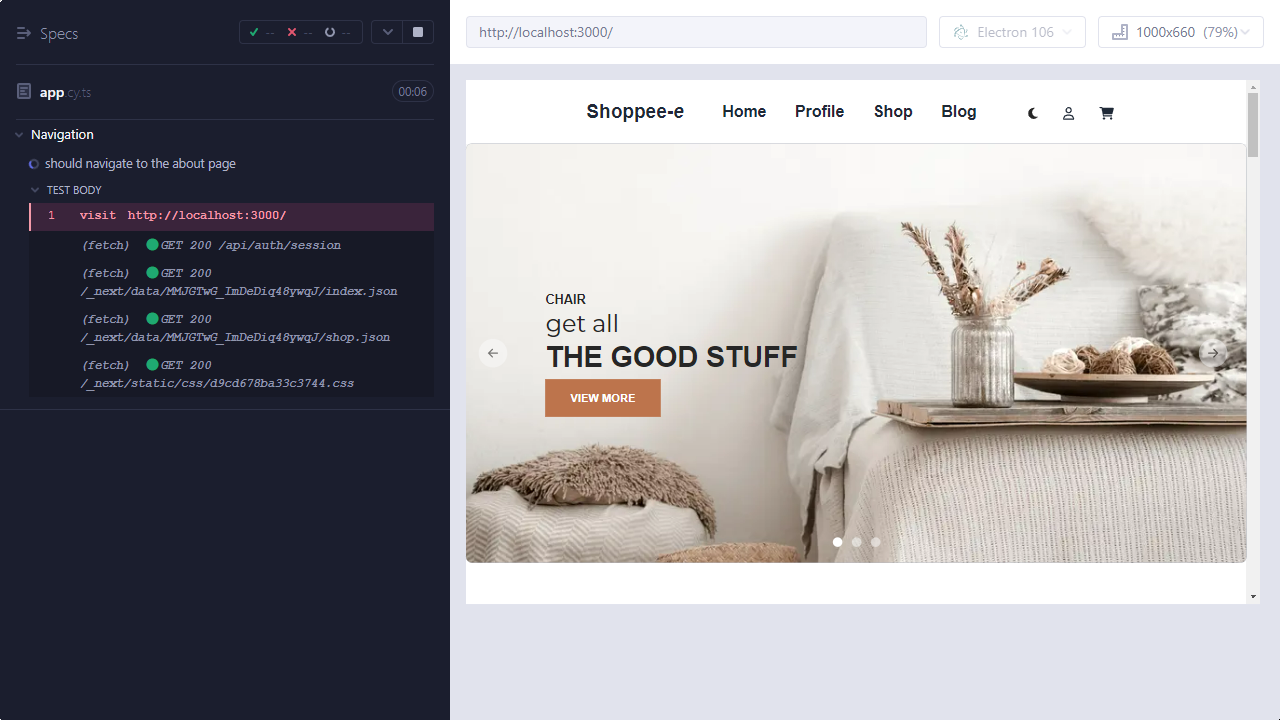 Specs
-- -- --
app.cy.ts
00:06
Navigation
should navigate to the about page
TEST BODY
1 visit http://localhost:3000/
(fetch) GET 200 /api/auth/session
(fetch) GET 200
/_next/data/MMJGTwG_ImDeDiq48ywqJ/index.json
(fetch) GET 200
/_next/data/MMJGTwG_ImDeDiq48ywqJ/shop.json
(fetch) GET 200
/_next/static/css/d9cd678ba33c3744.css
http://localhost:3000/
Electron 106
1000x660 (79%)
Shoppee-e
Home
Profile
Shop
Blog
CHAIR
get all
THE GOOD STUFF
VIEW MORE